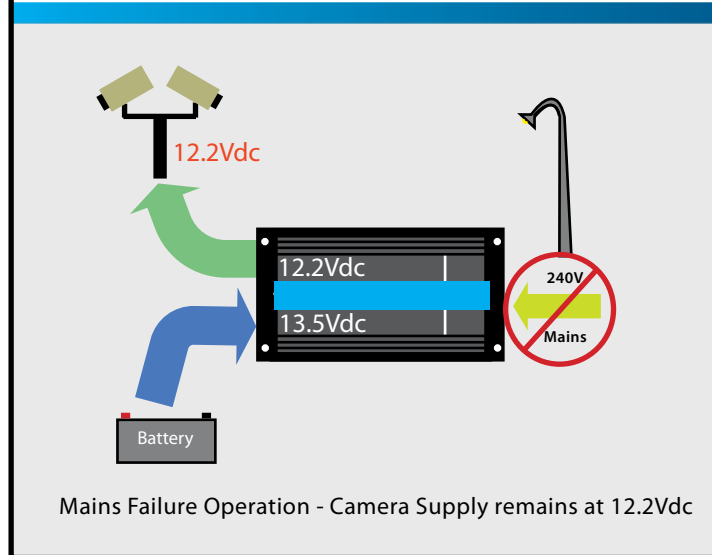 12.2Vdc
12.2Vdc
240V
13.5Vdc
Mains
Battery
Mains Failure Operation - Camera Supply remains at 12.2Vdc